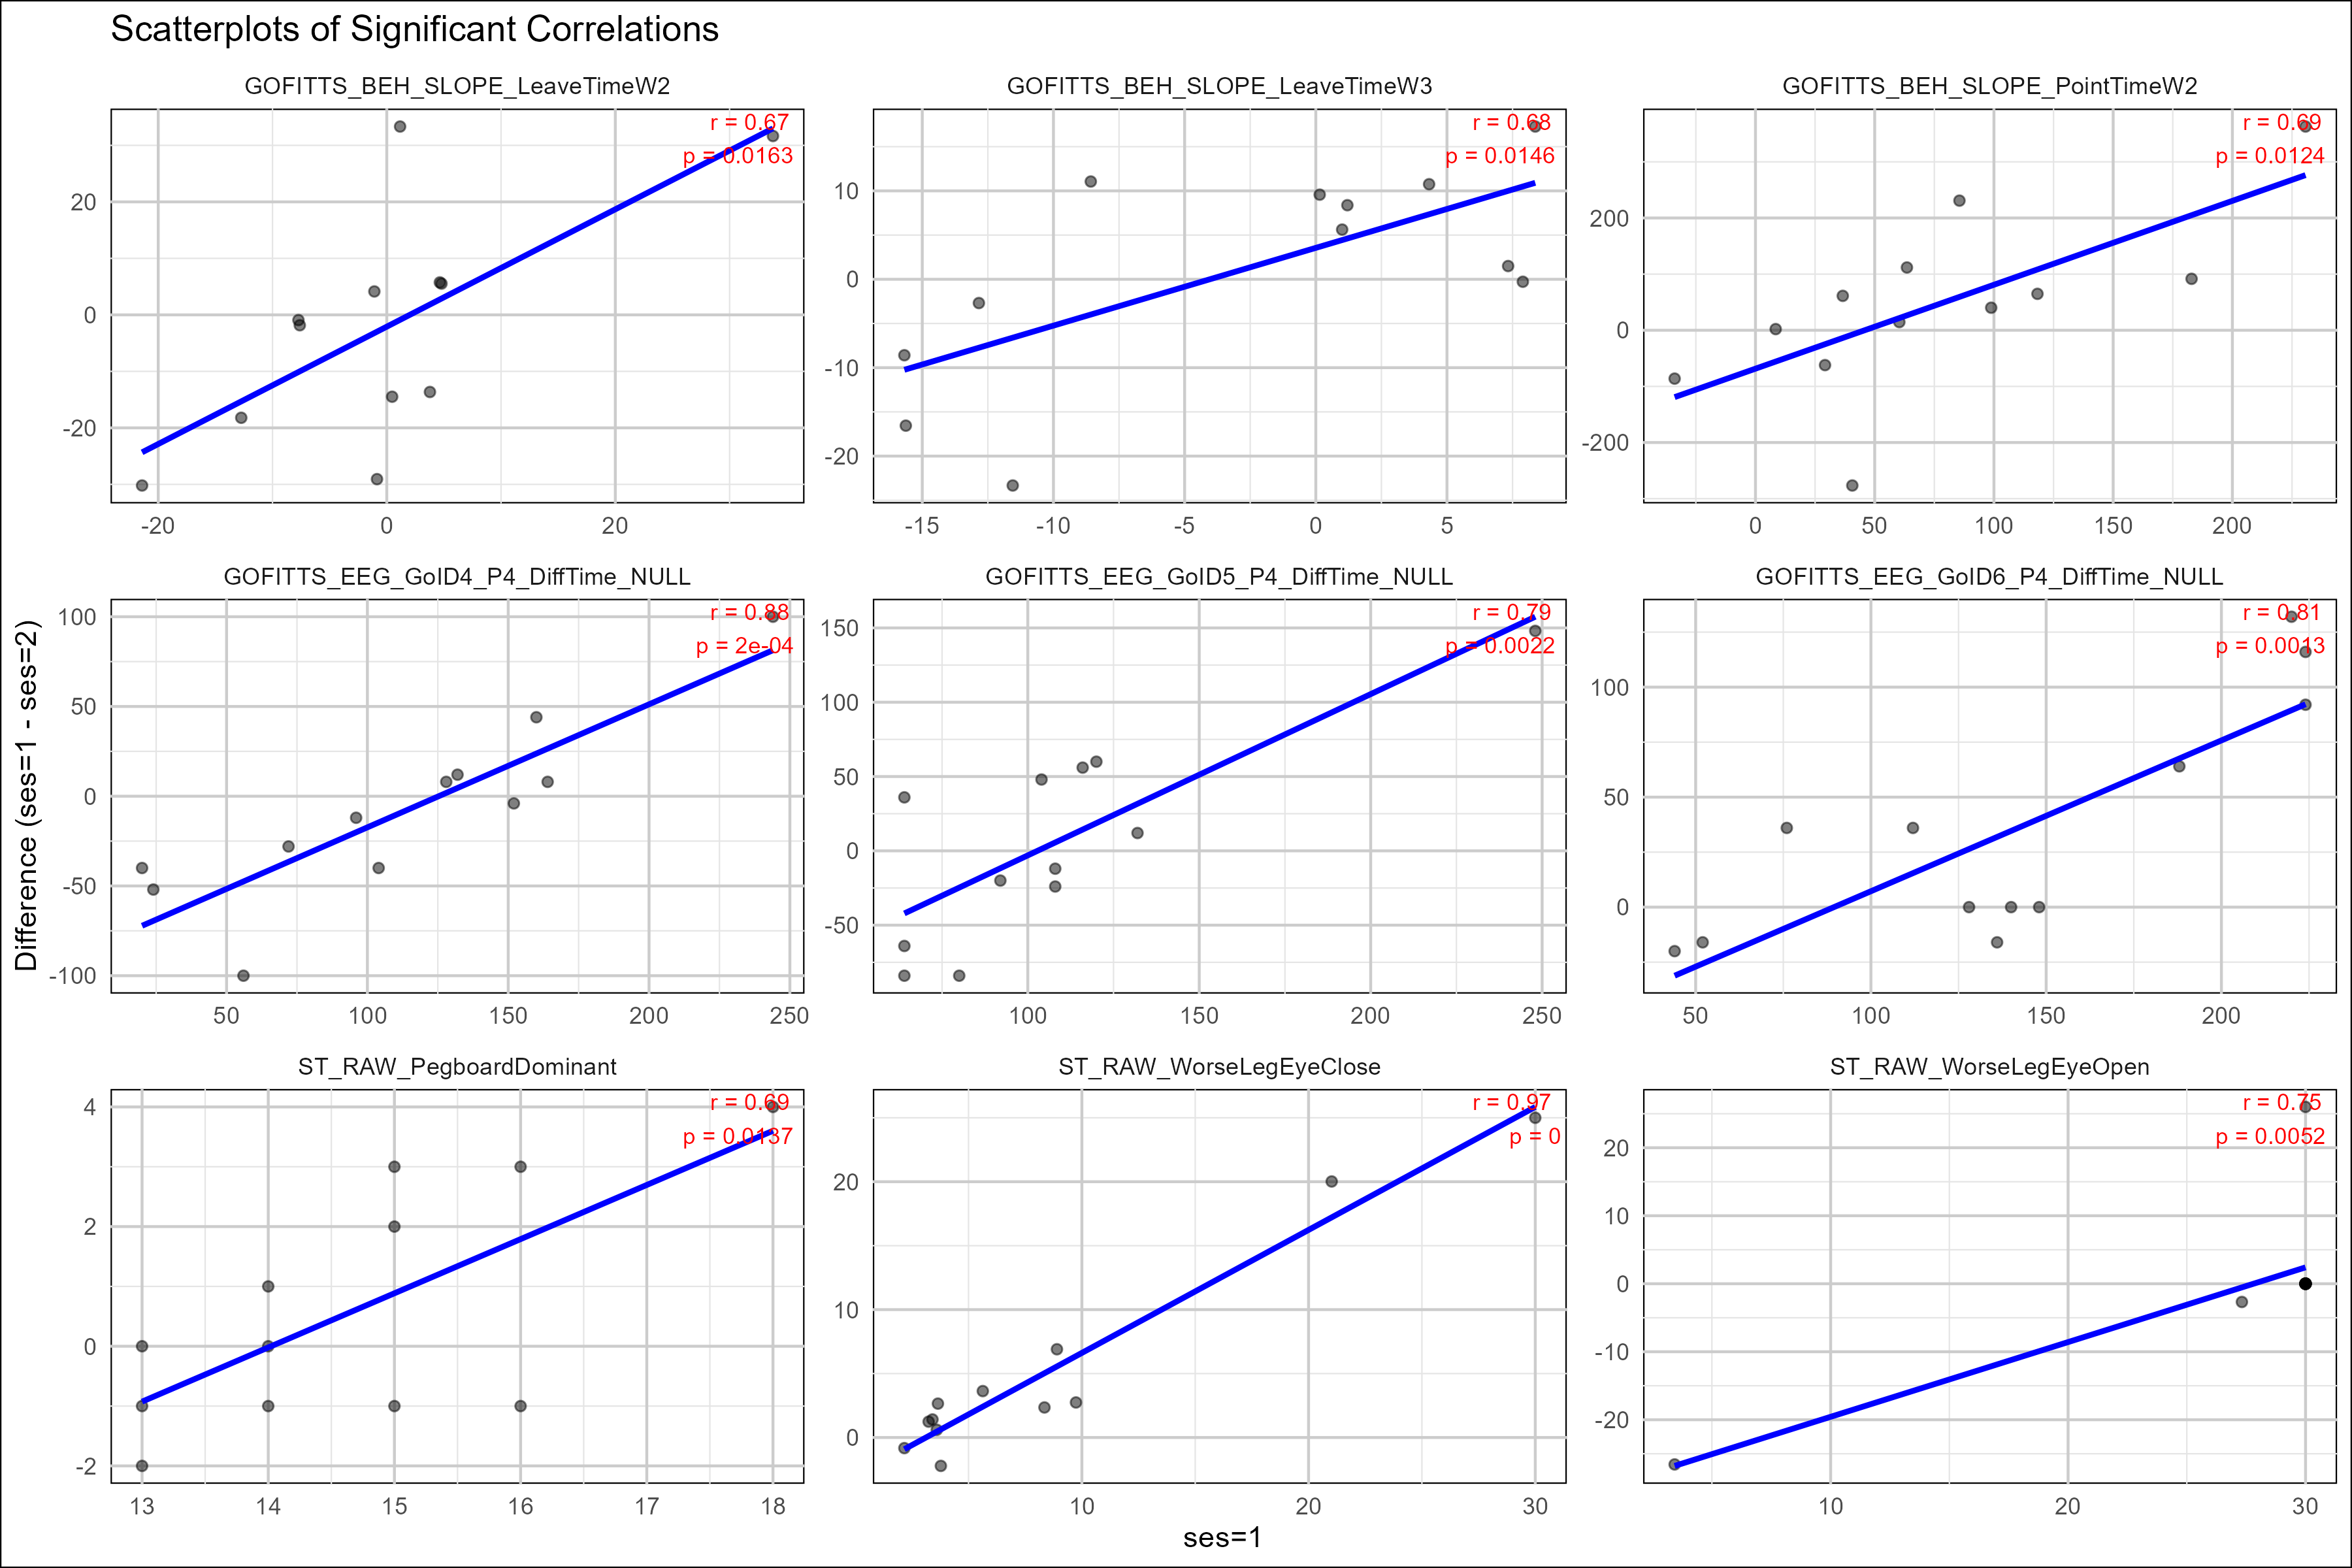 Scatterplots of Significant Correlations
GOFITTS_BEH_SLOPE_LeaveTimeW2
r = 0.67
p = 0.0163
20
0
-20
-20 0 20
GOFITTS_BEH_SLOPE_LeaveTimeW3
r = 0.68
p = 0.0146
10
0
-10
-20
-15 -10 -5 0 5
GOFITTS_BEH_SLOPE_PointTimeW2
r = 0.69
p = 0.0124
200
0
-200
0 50 100 150 200
Difference (ses=1 - ses=2)
GOFITTS_EEG_GoID4_P4_DiffTime_NULL
r = 0.88
p = 2e-04
100
50
0
-50
-100
50 100 150 200 250
GOFITTS_EEG_GoID5_P4_DiffTime_NULL
r = 0.79
p = 0.0022
150
100
50
0
-50
100 150 200 250
GOFITTS_EEG_GoID6_P4_DiffTime_NULL
r = 0.81
p = 0.0013
100
50
0
50 100 150 200
ST_RAW_PegboardDominant
r = 0.69
p = 0.0137
4
2
0
-2
13 14 15 16 17 18
ST_RAW_WorseLegEyeClose
r = 0.97
p = 0
20
10
0
10 20 30
ST_RAW_WorseLegEyeOpen
r = 0.75
p = 0.0052
20
10
0
-10
-20
10 20 30
ses=1